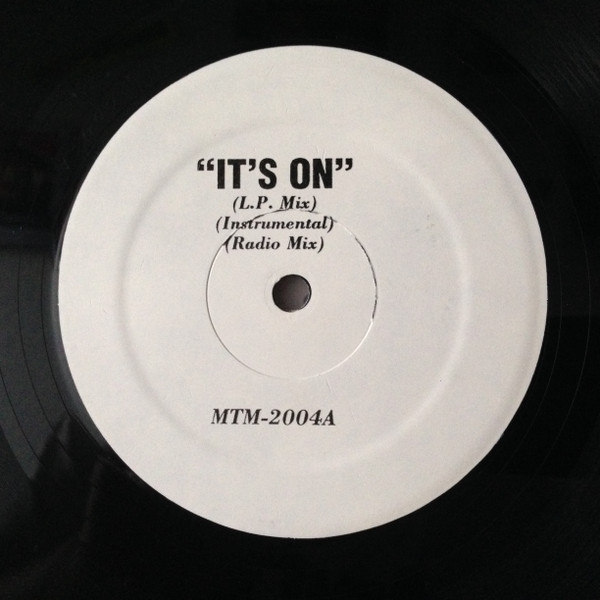 “IT’S ON”
(L.P. Mix)
(Instrumental)
(Radio Mix)
MTM-2004A